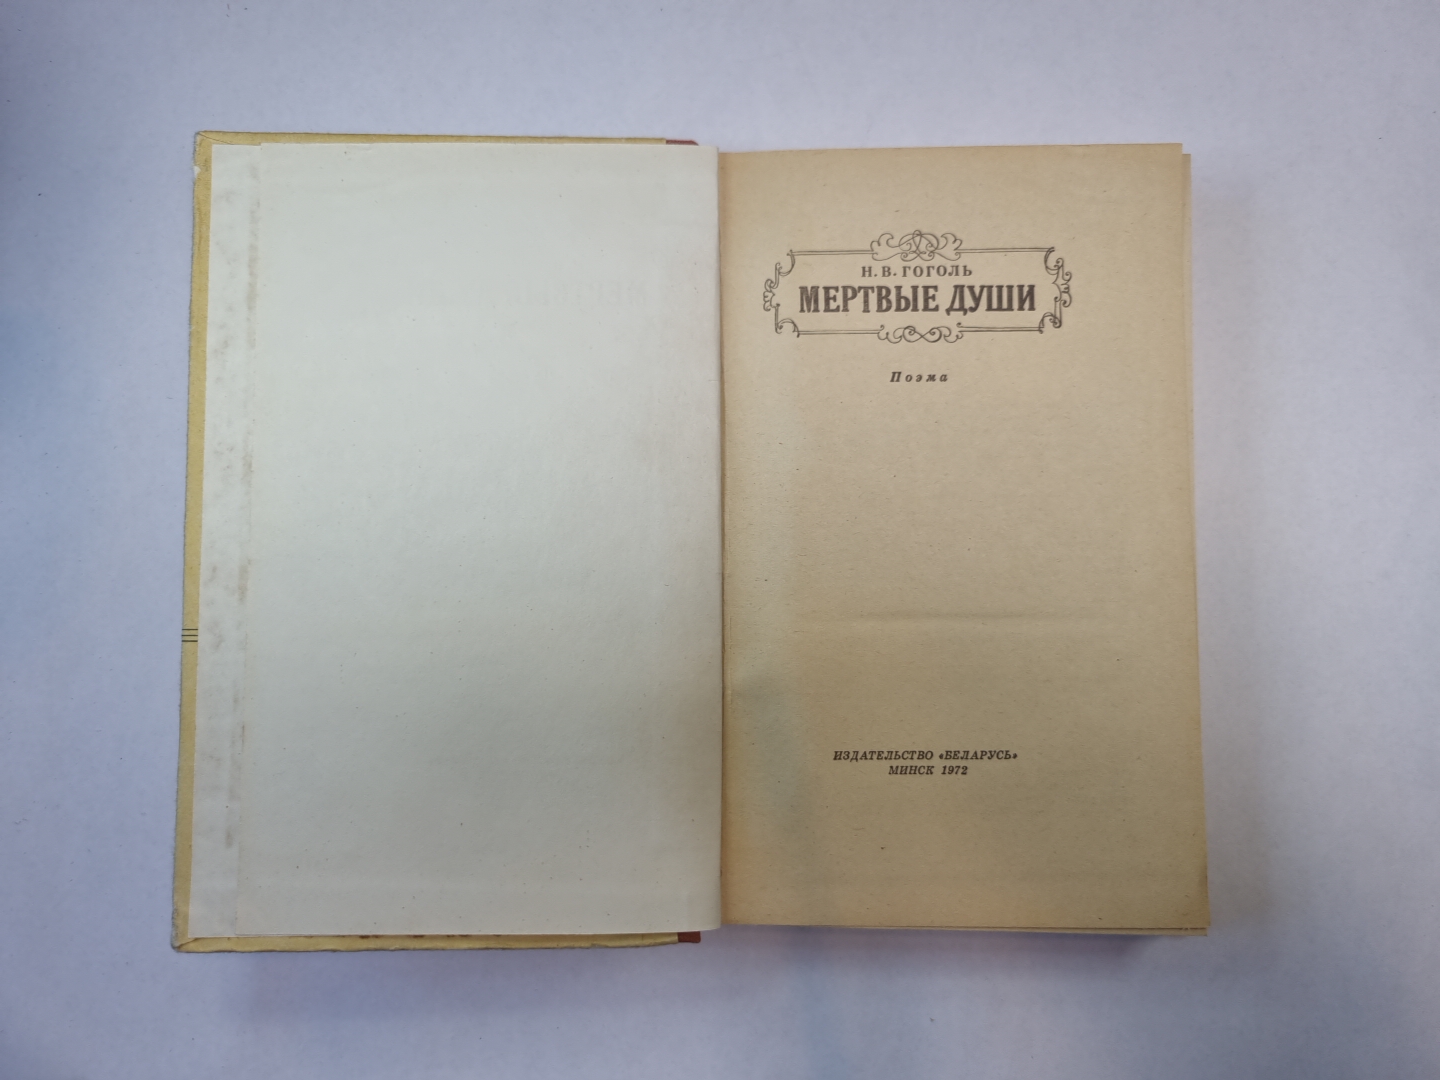 Н. В. ГОГОЛЬ
МЕРТВЫЕ ДУШИ
Поэма
ИЗДАТЕЛЬСТВО «БЕЛАРУСЬ»
МИНСК 1972